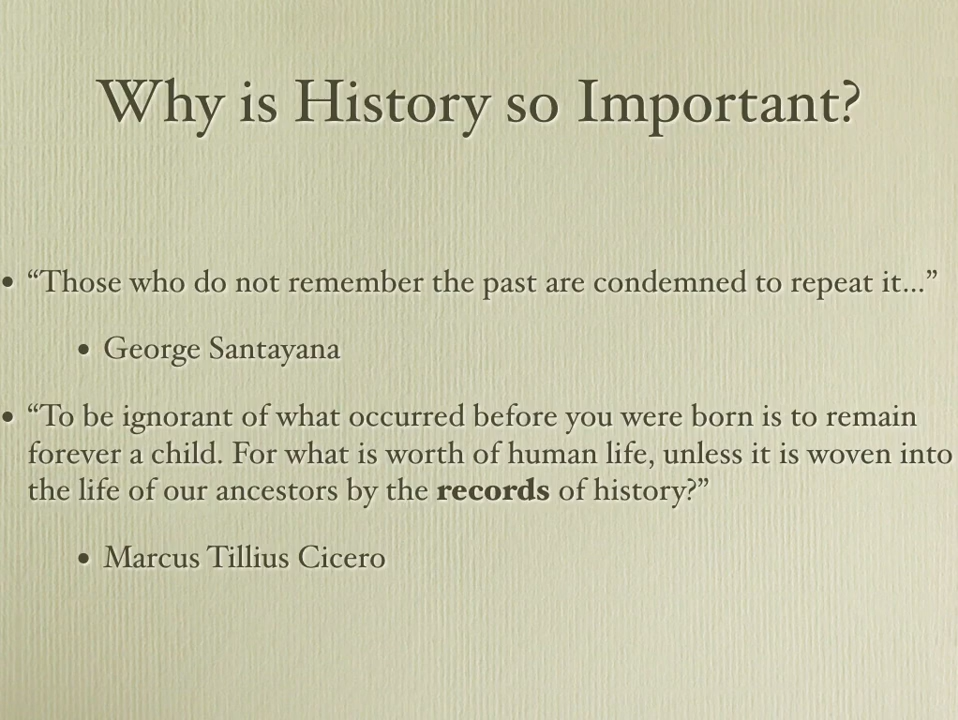 Why is History so Important?
• “Those who do not remember the past are condemned to repeat it...”
• George Santayana
• “To be ignorant of what occurred before you were born is to remain
forever a child. For what is worth of human life, unless it is woven into
the life of our ancestors by the records of history?”
• Marcus Tillius Cicero